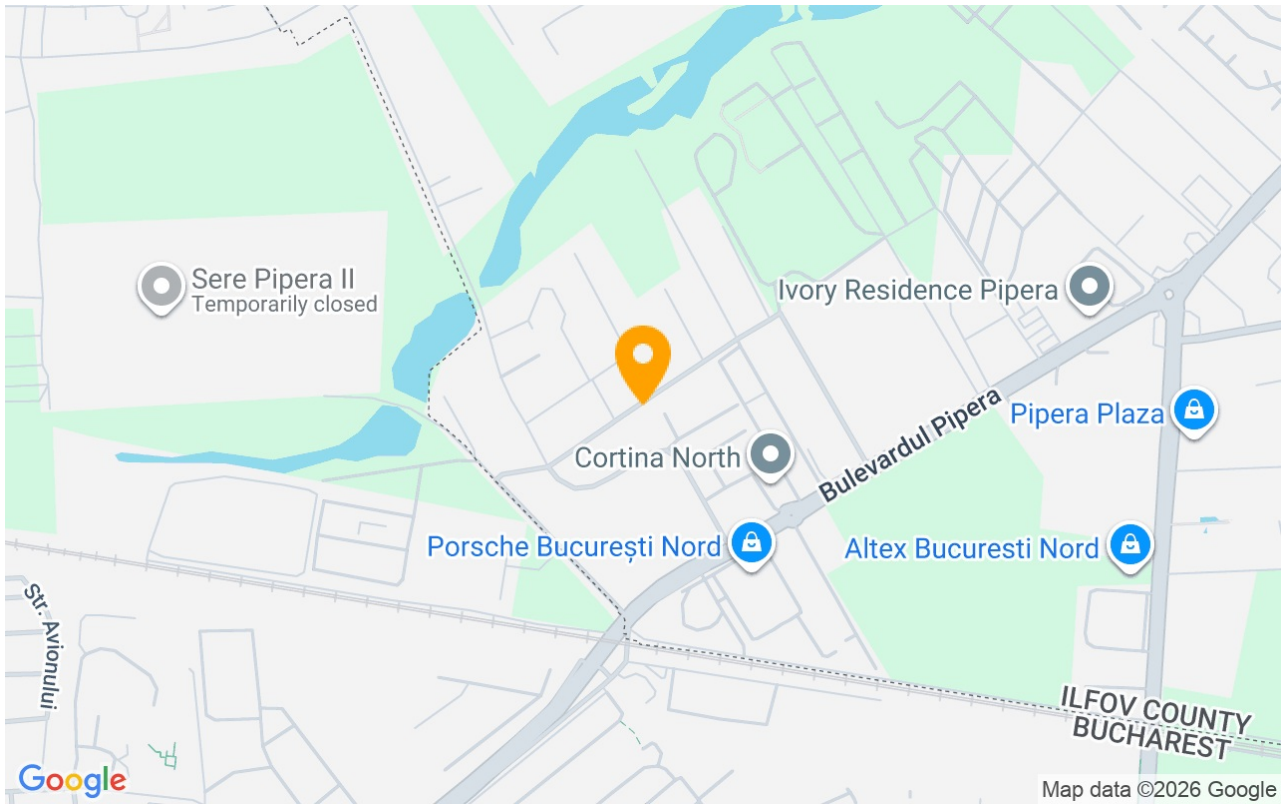 Sere Pipera II
Temporarily closed
Ivory Residence Pipera
Pipera Plaza
Bulevardul Pipera
Cortina North
Porsche București Nord
Altex Bucuresti Nord
Str. Avionului
ILFOV COUNTY
BUCHAREST
Google
Map data ©2026 Google